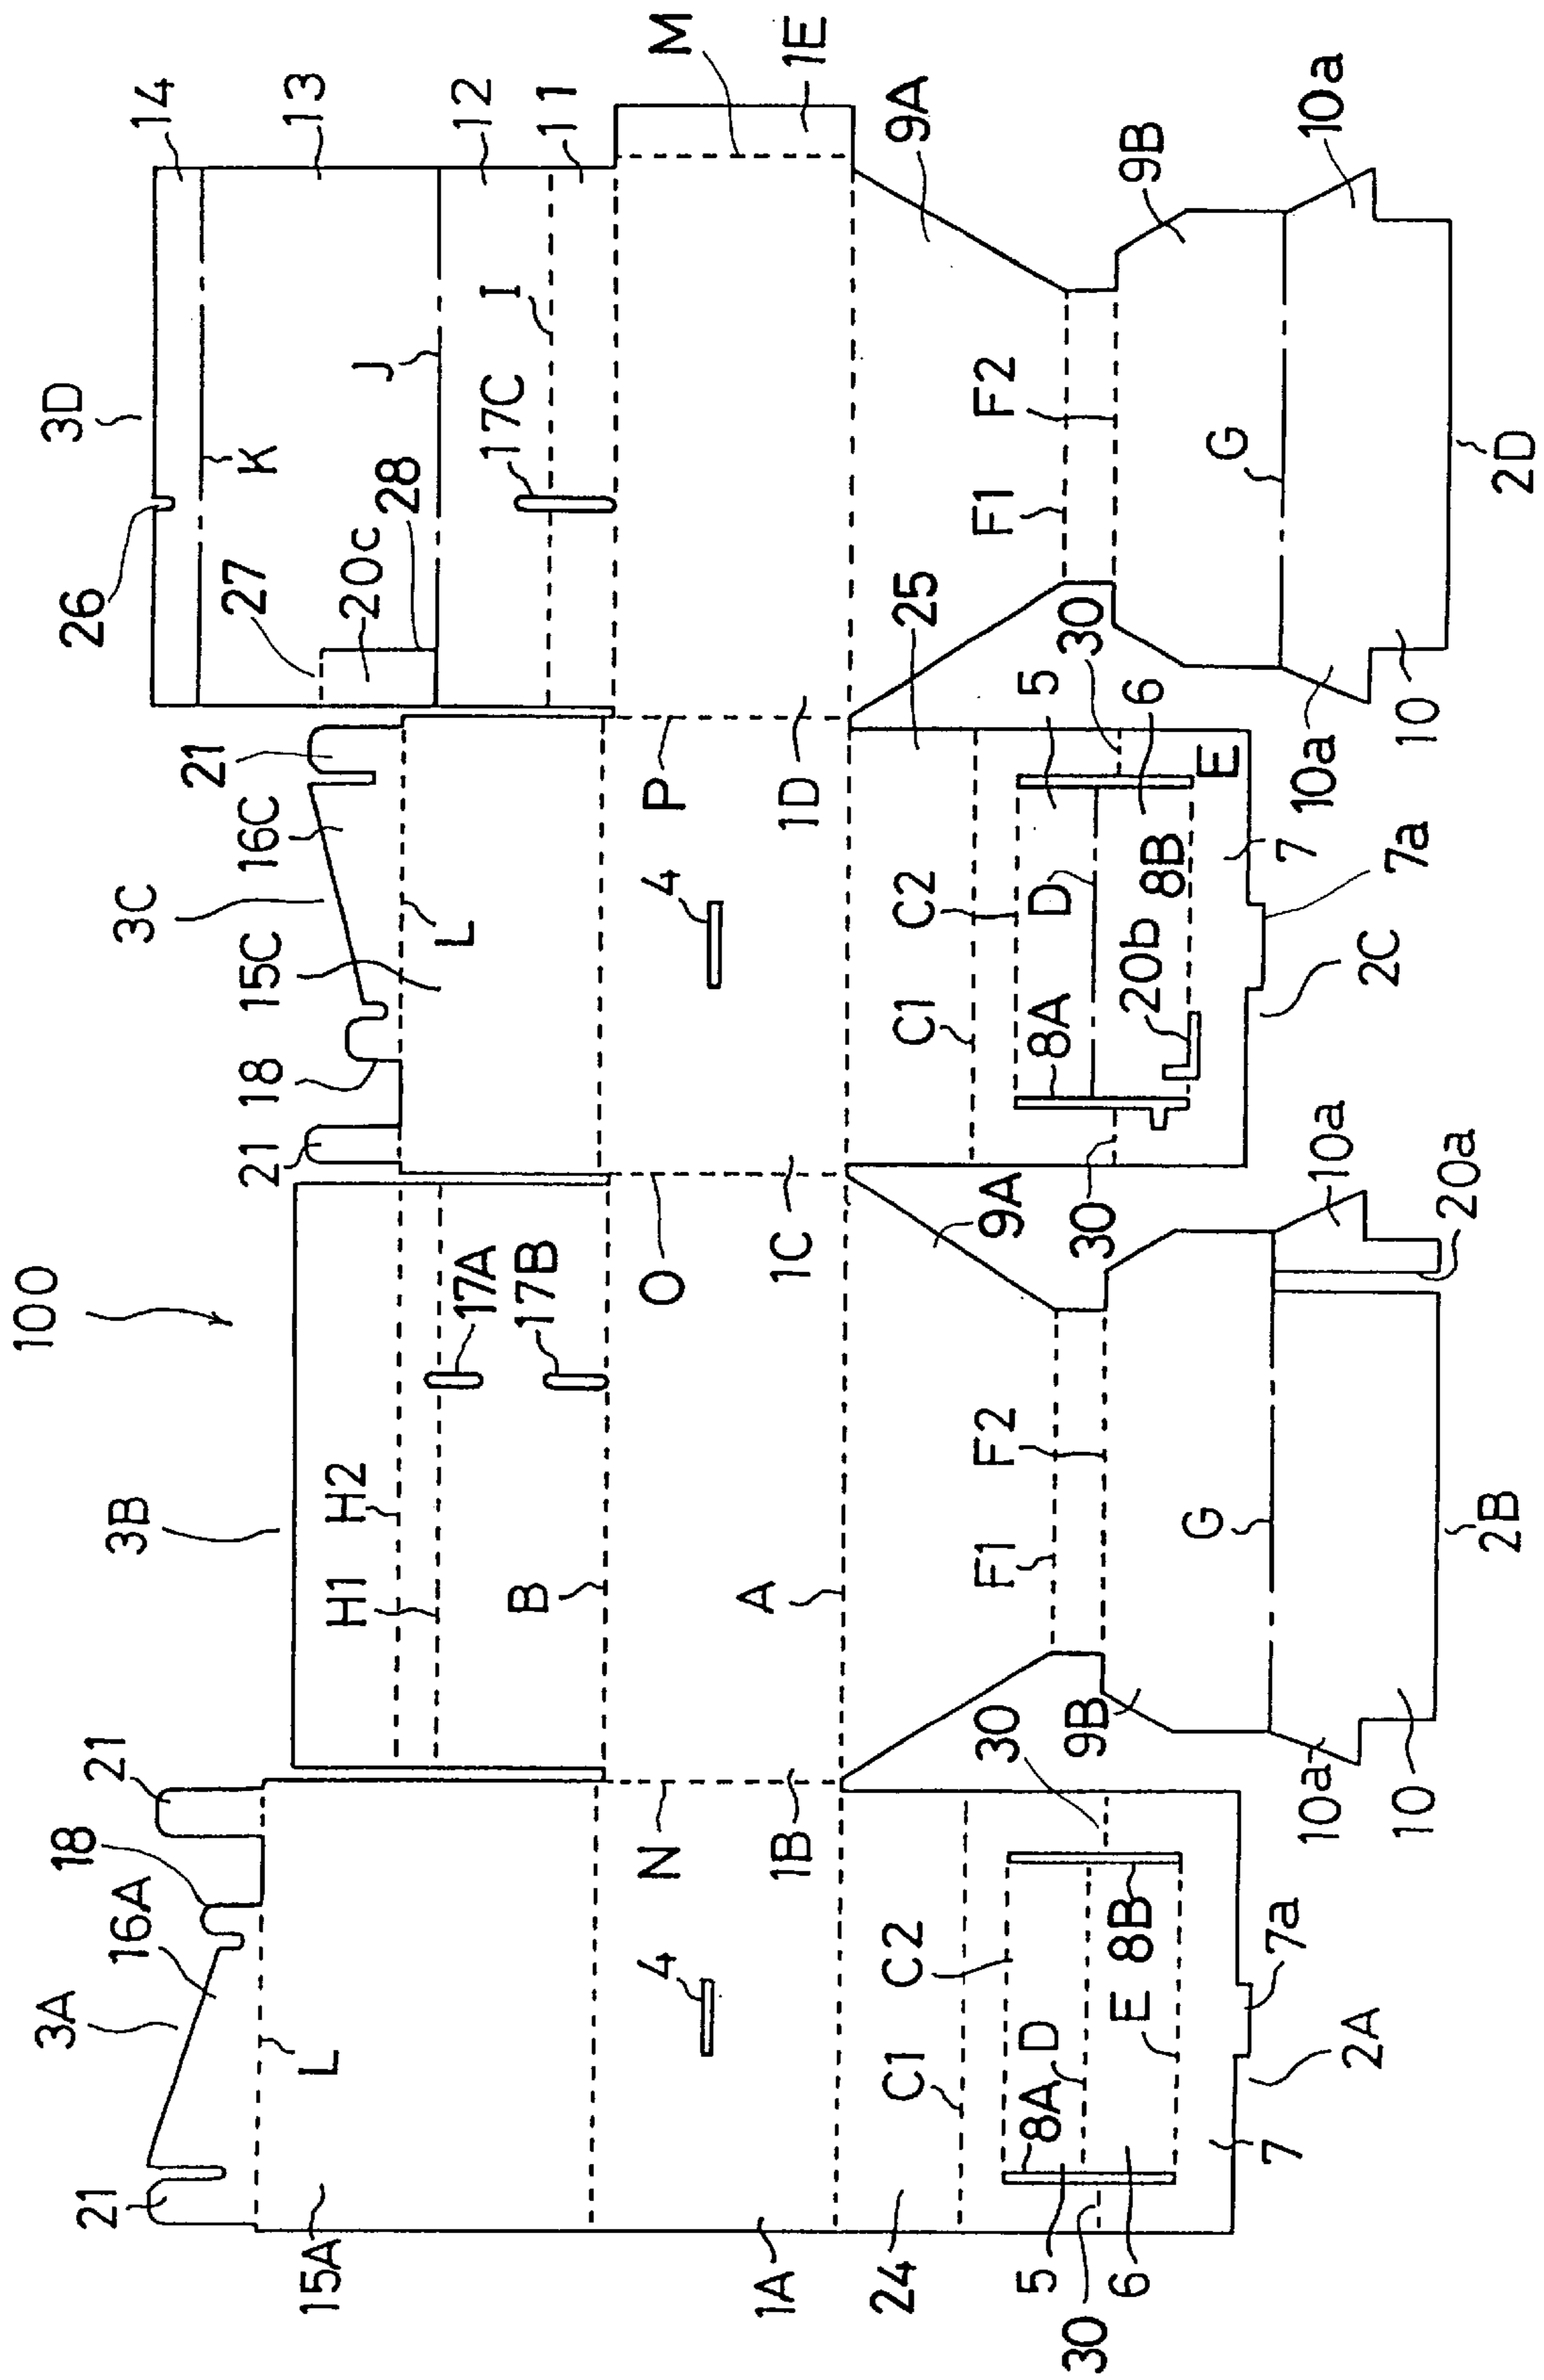 100
3A
3B
3C
3D
21
16A
18
21
21
18
15C
16C
21
27
26
14
13
12
11
M
1E
15A
L
H1
H2
B
17A
17B
L
20c
28
K
J
17C
I
1A
4
N
1B
A
O
1C
4
P
1D
25
9A
24
C1
C2
30
F1
F2
9A
C1
C2
30
F1
F2
9B
5
8A
D
E
8B
9B
G
30
8A
D
20b
8B
5
6
E
G
10a
30
6
7
7a
2A
10a
10
2B
10a
20a
2C
7a
7
10a
10
2D